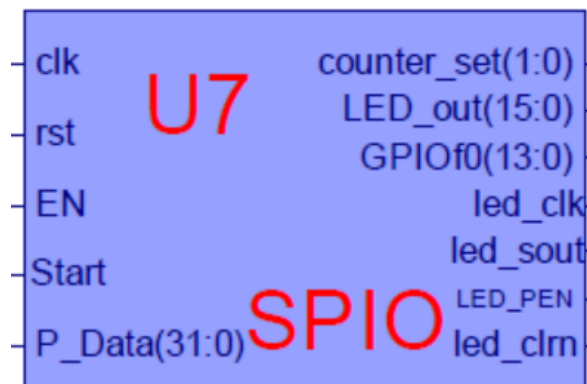 clk
rst
EN
Start
P_Data(31:0)
U7
SPIO
counter_set(1:0)
LED_out(15:0)
GPIOf0(13:0)
led_clk
led_sout
LED_PEN
led_clrn